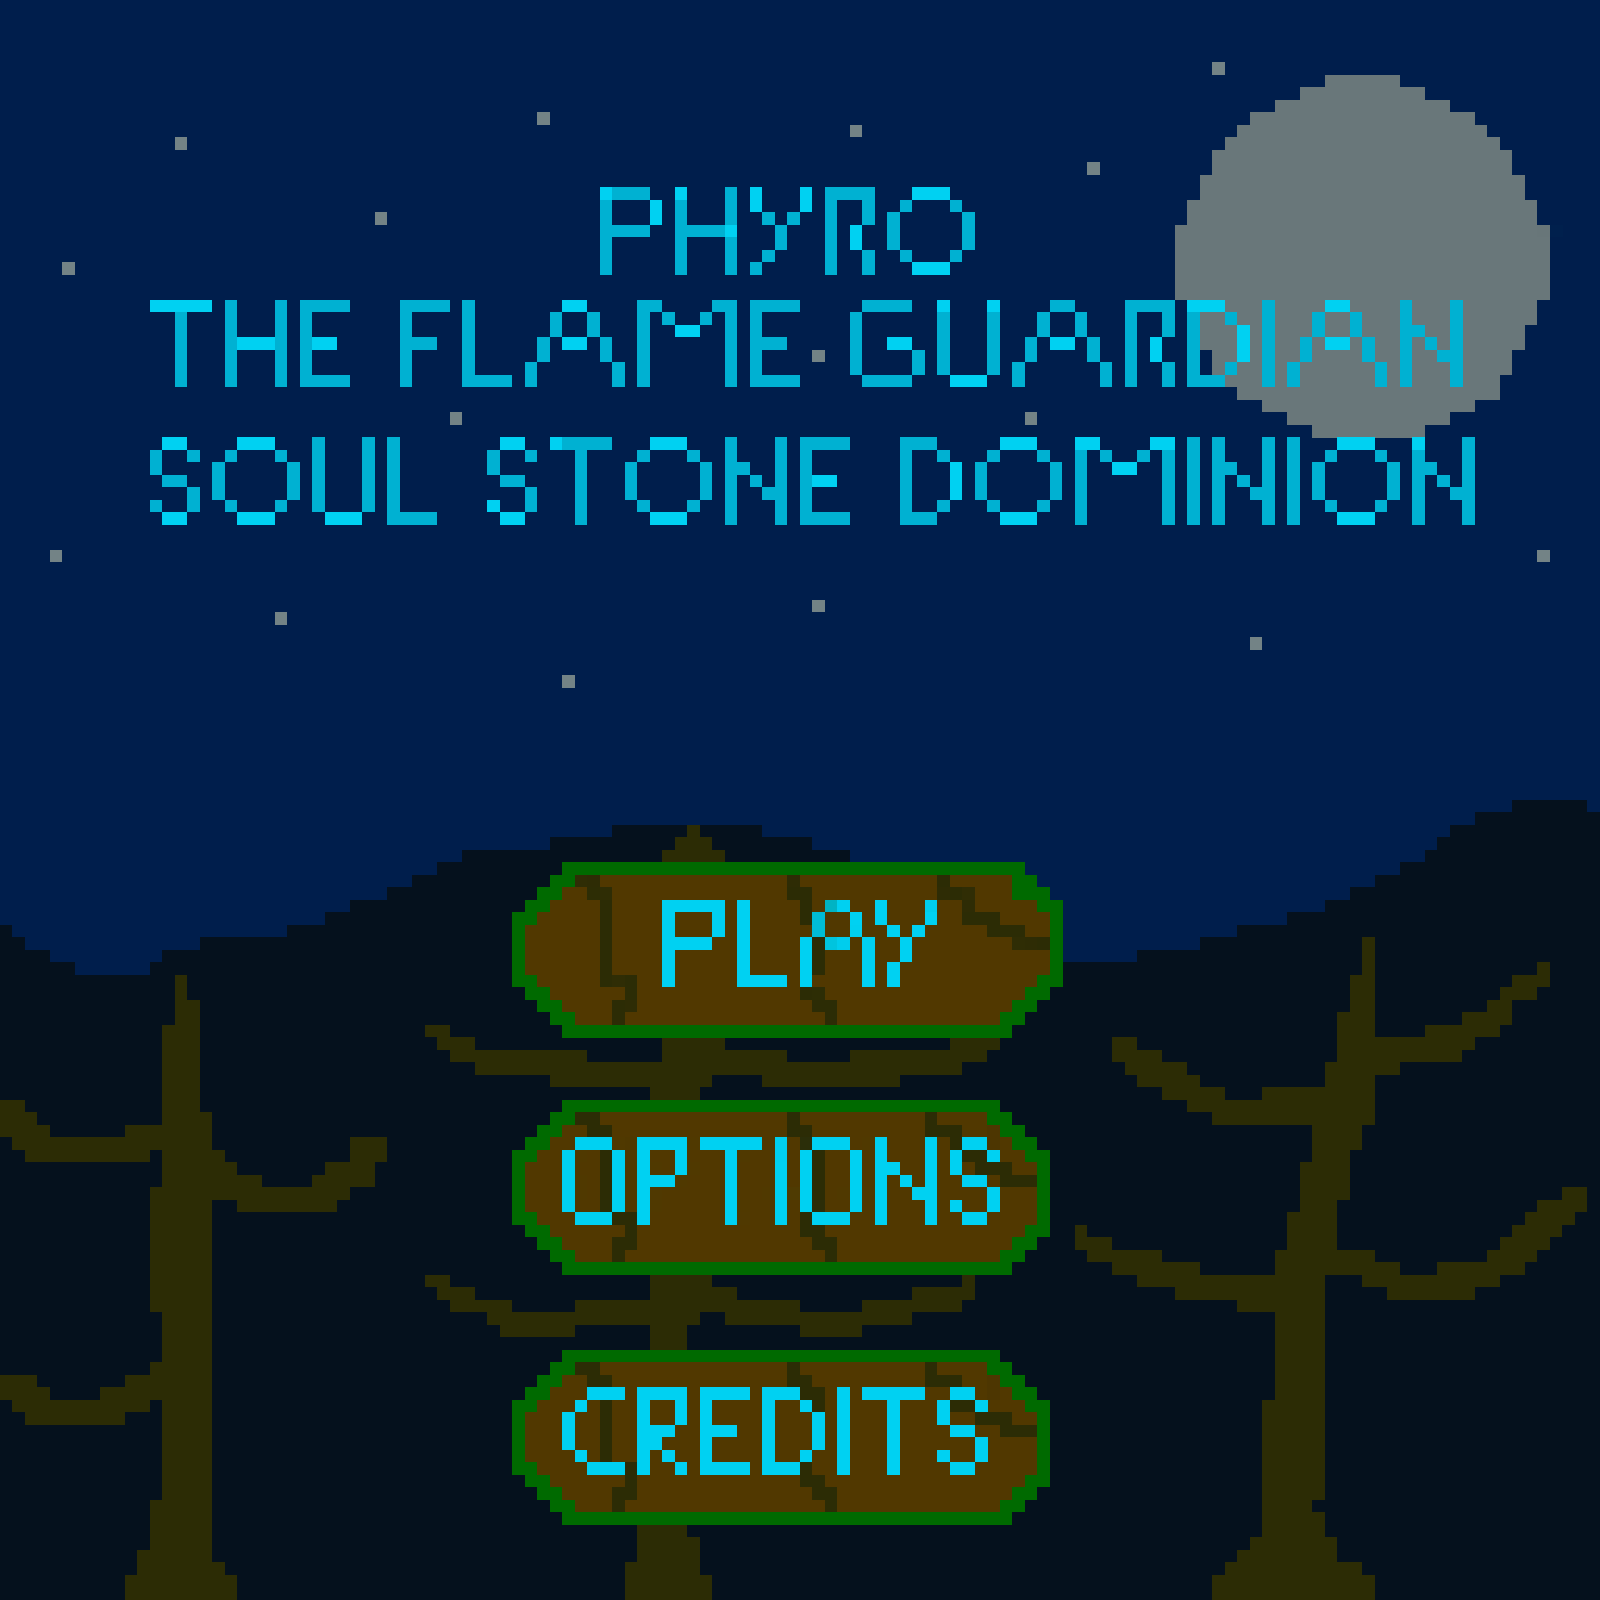 PHYRO
THE FLAME GUARDIAN
SOUL STONE DOMINION
PLAY
OPTIONS
CREDITS